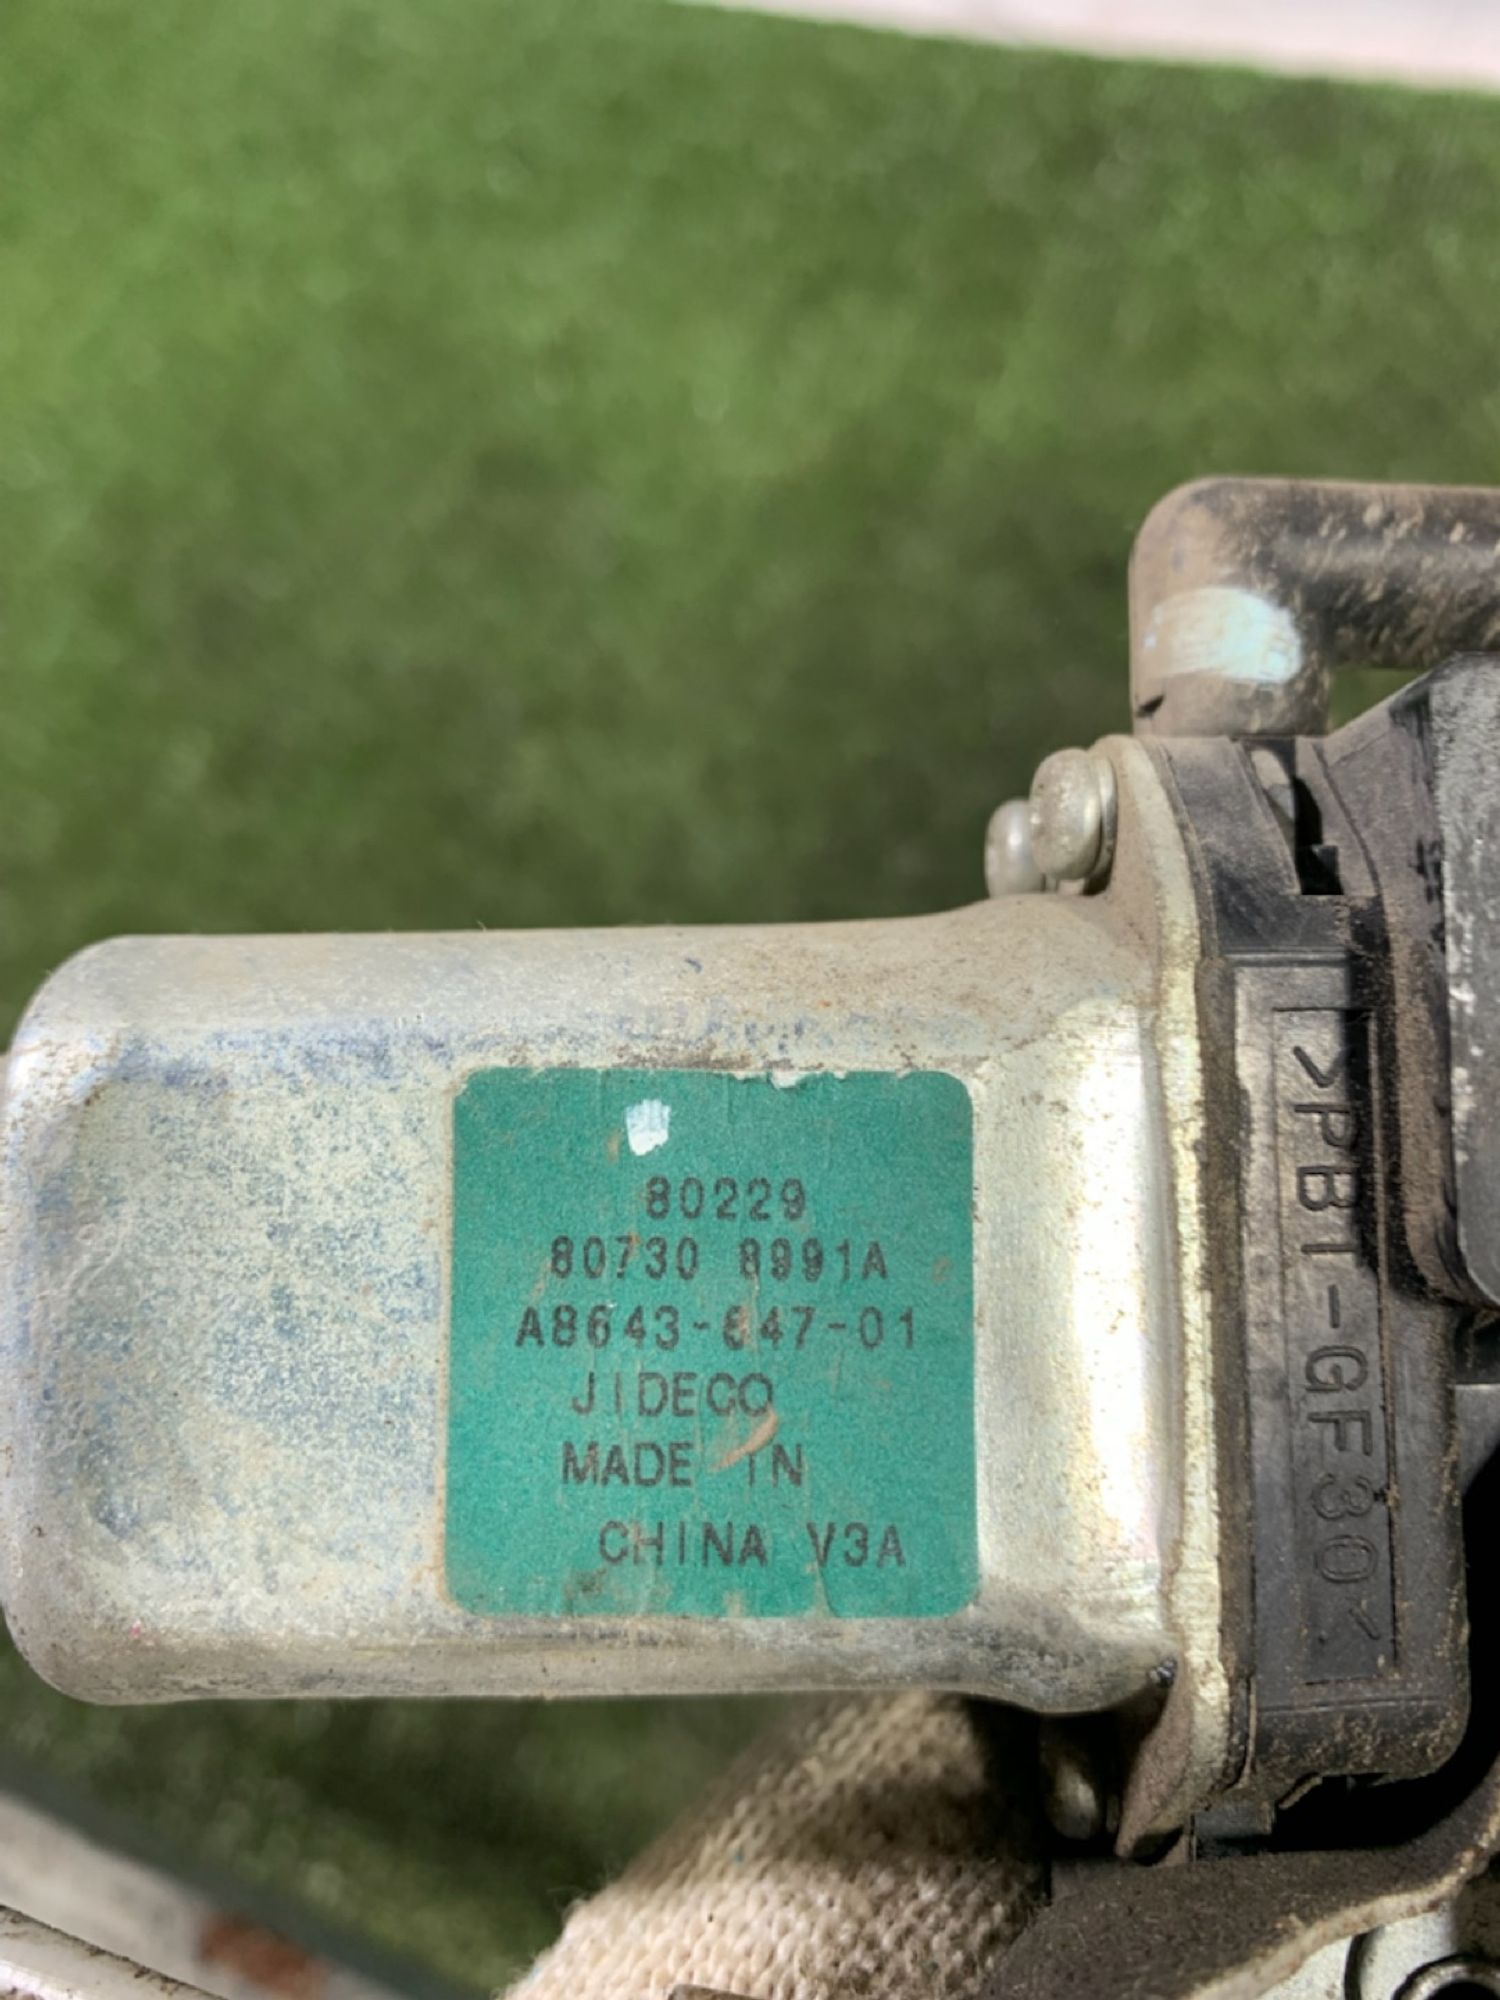 80229
80730 8991A
A8643-647-01
JIDECO
MADE IN
CHINA V3A
>PBT-GF30<